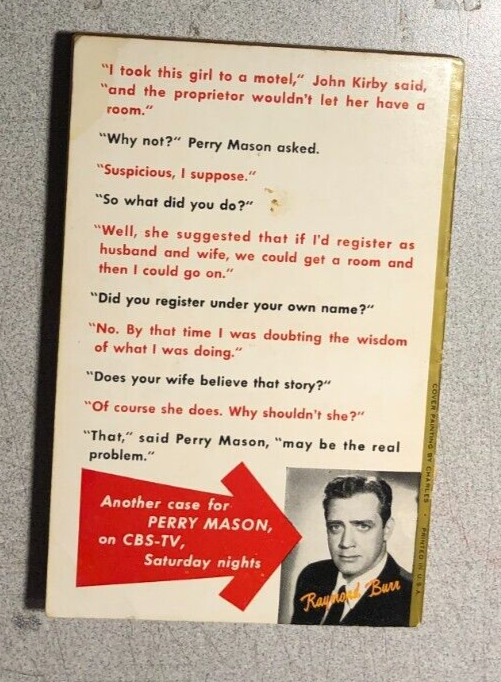 "I took this girl to a motel," John Kirby said,
"and the proprietor wouldn't let her have a
room."
"Why not?" Perry Mason asked.
"Suspicious, I suppose."
"So what did you do?"
"Well, she suggested that if I'd register as
husband and wife, we could get a room and
then I could go on."
"Did you register under your own name?"
"No. By that time I was doubting the wisdom
of what I was doing."
"Does your wife believe that story?"
"Of course she does. Why shouldn't she?"
"That," said Perry Mason, "may be the real
problem."
Another case for
PERRY MASON,
on CBS-TV,
Saturday nights
Raymond Burr
COVER PAINTING BY CHARLES • PRINTED IN U.S.A.